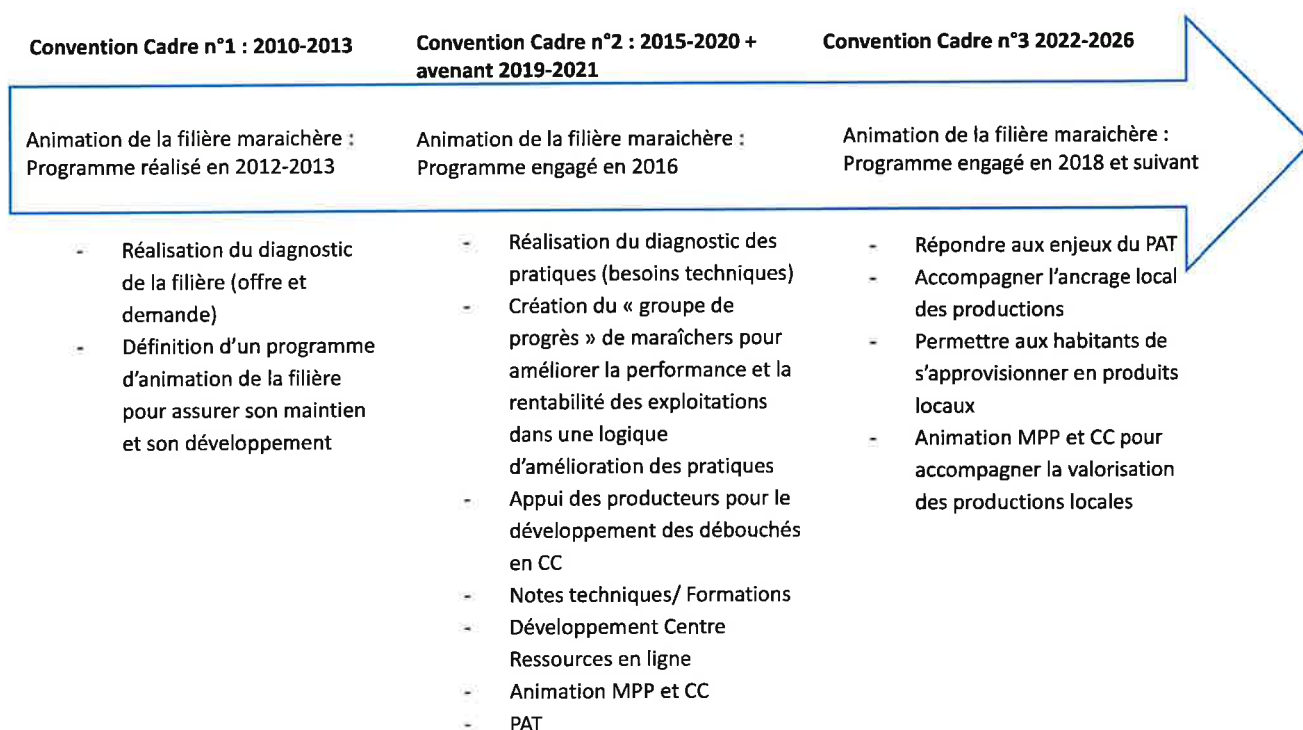 Convention Cadre n°1 : 2010-2013
Convention Cadre n°2 : 2015-2020 +
avenant 2019-2021
Convention Cadre n°3 2022-2026
Animation de la filière maraichère :
Programme réalisé en 2012-2013
Animation de la filière maraichère :
Programme engagé en 2016
Animation de la filière maraichère :
Programme engagé en 2018 et suivant
- Réalisation du diagnostic
de la filière (offre et
demande)
- Définition d'un programme
d'animation de la filière
pour assurer son maintien
et son développement
- Réalisation du diagnostic des
pratiques (besoins techniques)
- Création du « groupe de
progrès » de maraîchers pour
améliorer la performance et la
rentabilité des exploitations
dans une logique
d'amélioration des pratiques
- Appui des producteurs pour le
développement des débouchés
en CC
- Notes techniques/ Formations
- Développement Centre
Ressources en ligne
- Animation MPP et CC
- PAT
- Répondre aux enjeux du PAT
- Accompagner l'ancrage local
des productions
- Permettre aux habitants de
s'approvisionner en produits
locaux
- Animation MPP et CC pour
accompagner la valorisation
des productions locales